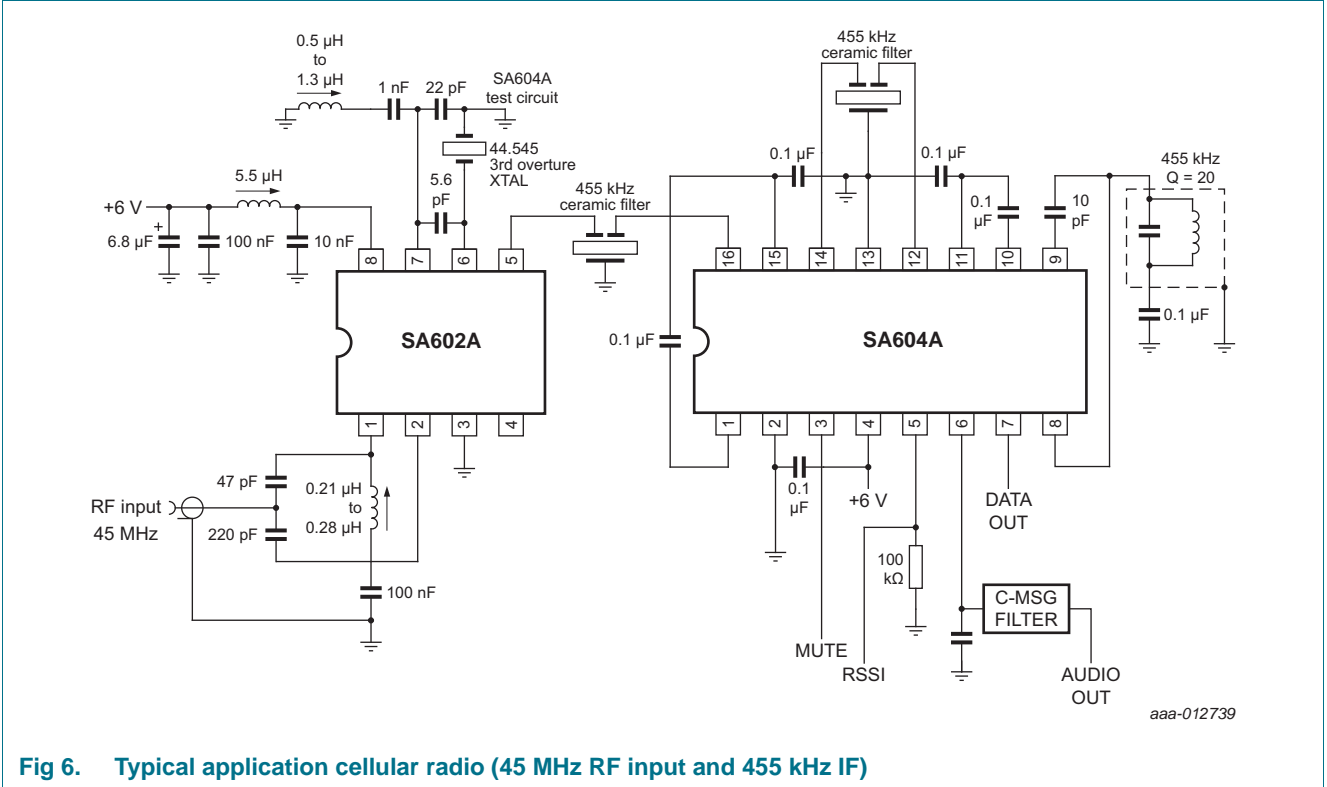 0.5 μH
to
1.3 μH
1 nF
22 pF
SA604A
test circuit
44.545
3rd overture
XTAL
5.6
pF
5.5 μH
+6 V
+
6.8 μF
100 nF
10 nF
455 kHz
ceramic filter
455 kHz
ceramic filter
0.1 μF
0.1 μF
0.1
μF
10
pF
455 kHz
Q = 20
0.1 μF
0.1 μF
8
7
6
5
SA602A
1
2
3
4
16
15
14
13
12
11
10
9
SA604A
1
2
3
4
5
6
7
8
47 pF
RF input
45 MHz
220 pF
0.21 μH
to
0.28 μH
100 nF
0.1
μF
+6 V
100
kΩ
DATA
OUT
C-MSG
FILTER
MUTE
RSSI
AUDIO
OUT
aaa-012739
Fig 6. Typical application cellular radio (45 MHz RF input and 455 kHz IF)